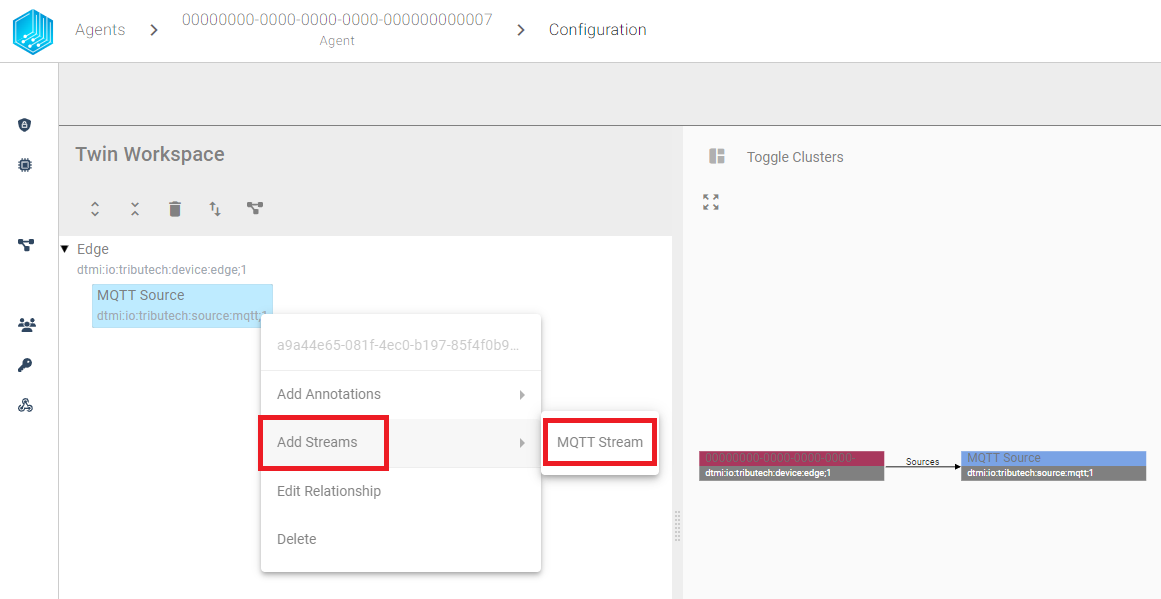 Agents
00000000-0000-0000-0000-000000000007
Agent
Configuration
Twin Workspace
Toggle Clusters
Edge
dtmi:io:tributech:device:edge;1
MQTT Source
dtmi:io:tributech:source:mqtt;1
a9a44e65-081f-4ec0-b197-85f4f0b9...
Add Annotations
Add Streams
MQTT Stream
Edit Relationship
Delete
00000000-0000-0000-0000-
dtmi:io:tributech:device:edge;1
Sources
MQTT Source
dtmi:io:tributech:source:mqtt;1